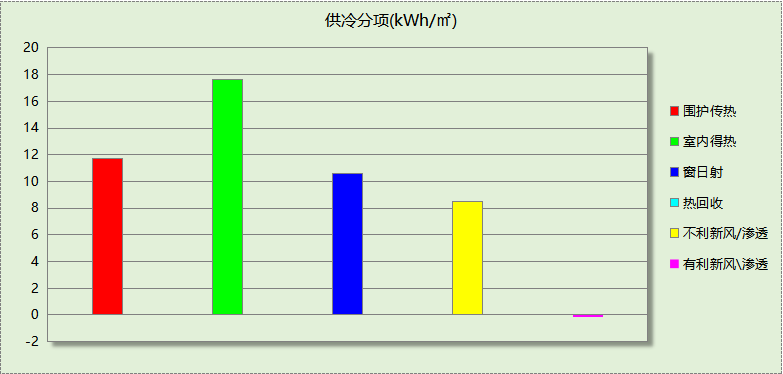 供冷分项(kWh/㎡)
20
18
16
14
12
10
8
6
4
2
0
-2
围护传热
室内得热
窗日射
热回收
不利新风/渗透
有利新风\渗透